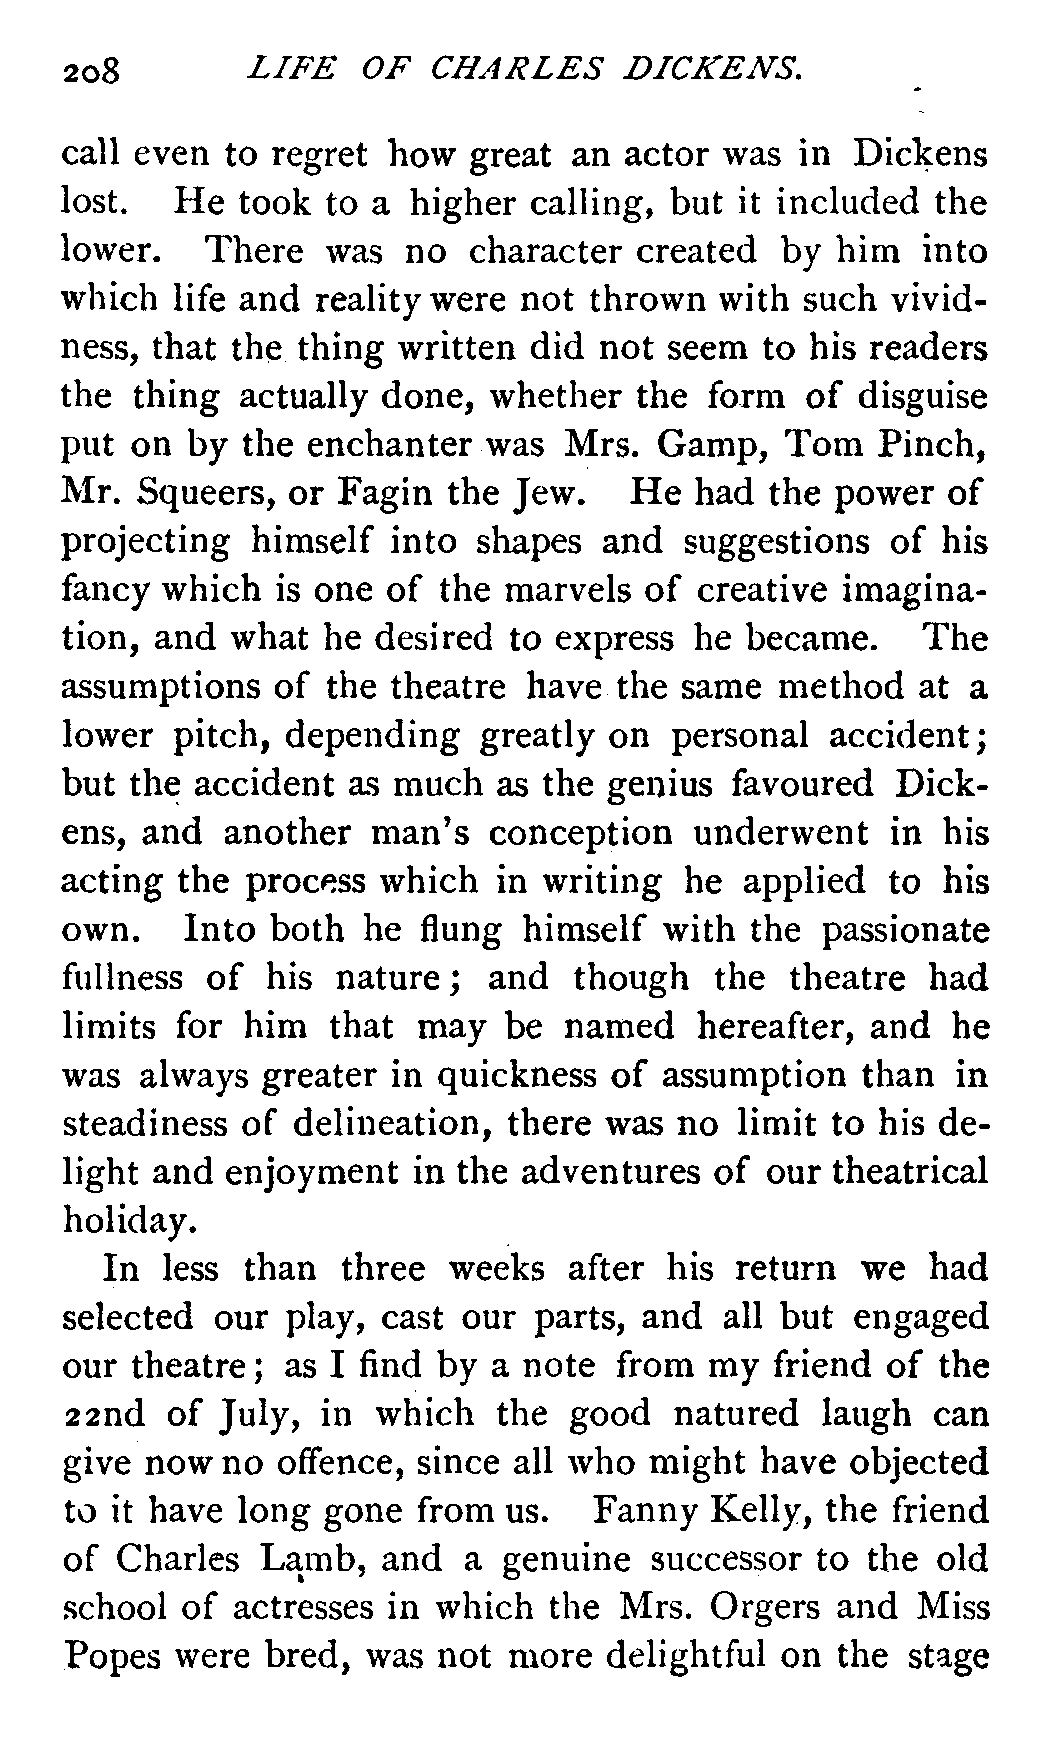 208 LIFE OF CHARLES DICKENS.
call even to regret how great an actor was in Dickens
lost. He took to a higher calling, but it included the
lower. There was no character created by him into
which life and reality were not thrown with such vivid-
ness, that the thing written did not seem to his readers
the thing actually done, whether the form of disguise
put on by the enchanter was Mrs. Gamp, Tom Pinch,
Mr. Squeers, or Fagin the Jew. He had the power of
projecting himself into shapes and suggestions of his
fancy which is one of the marvels of creative imagina-
tion, and what he desired to express he became. The
assumptions of the theatre have the same method at a
lower pitch, depending greatly on personal accident;
but the accident as much as the genius favoured Dick-
ens, and another man's conception underwent in his
acting the process which in writing he applied to his
own. Into both he flung himself with the passionate
fullness of his nature; and though the theatre had
limits for him that may be named hereafter, and he
was always greater in quickness of assumption than in
steadiness of delineation, there was no limit to his de-
light and enjoyment in the adventures of our theatrical
holiday.
In less than three weeks after his return we had
selected our play, cast our parts, and all but engaged
our theatre; as I find by a note from my friend of the
22nd of July, in which the good natured laugh can
give now no offence, since all who might have objected
to it have long gone from us. Fanny Kelly, the friend
of Charles Lamb, and a genuine successor to the old
school of actresses in which the Mrs. Orgers and Miss
Popes were bred, was not more delightful on the stage